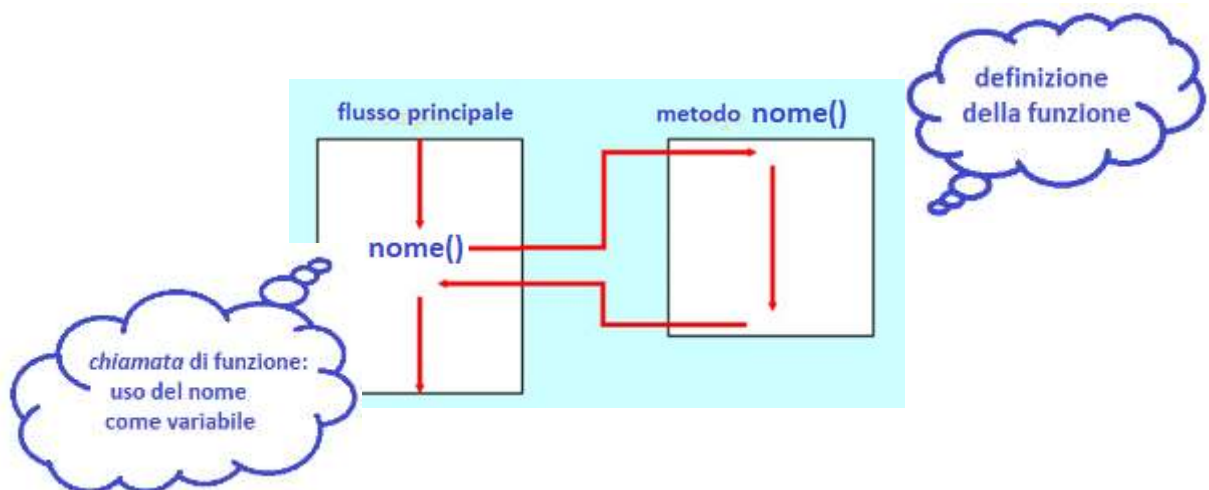 flusso principale
metodo nome()
definizione
della funzione
nome()
chiamata di funzione:
uso del nome
come variabile